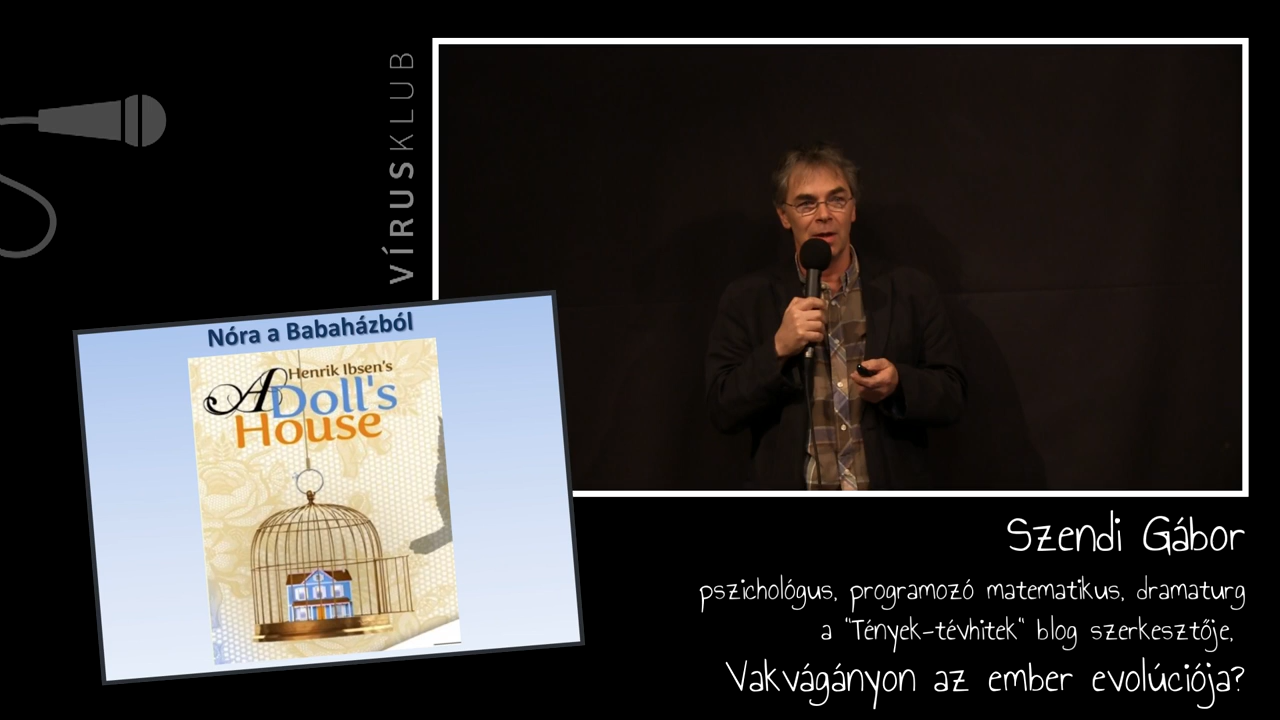 VÍRUSKLUB
Nóra a Babaházból
Henrik Ibsen's
A Doll's
House
Szendi Gábor
pszichológus, programozó matematikus, dramaturg
a "Tények-tévhitek" blog szerkesztője,
Vakvágányon az ember evolúciója?